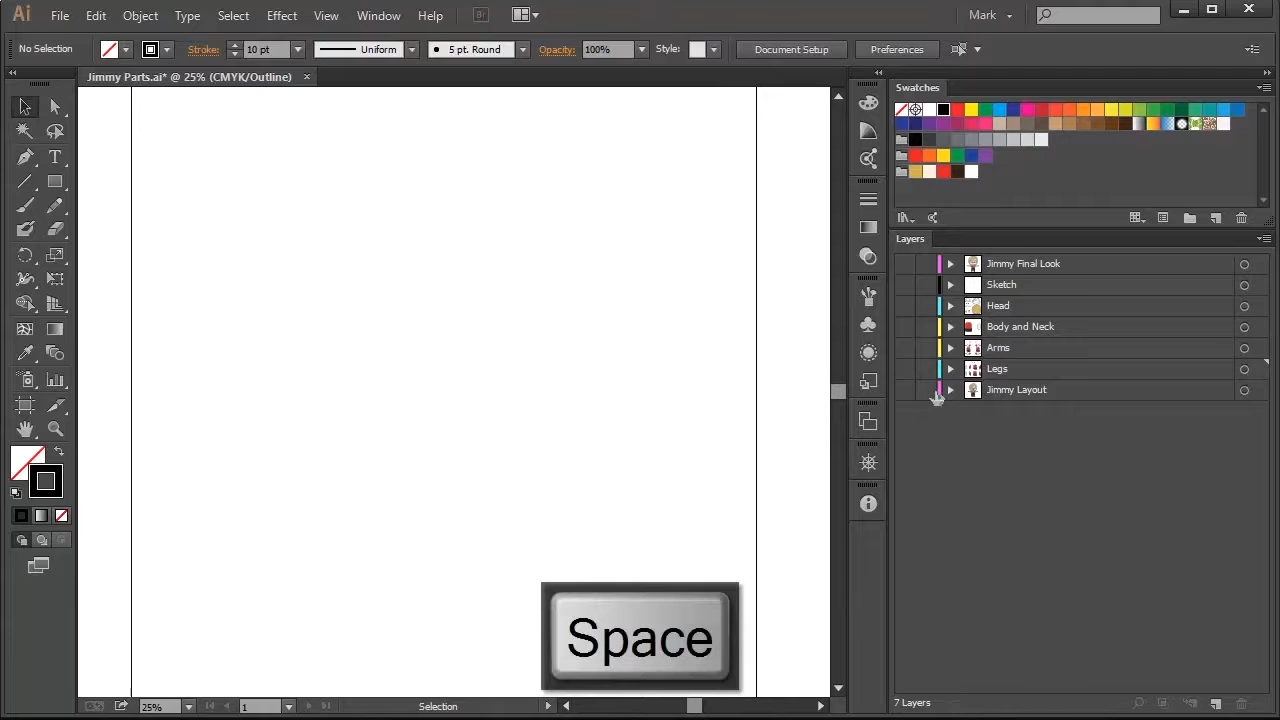 Ai File Edit Object Type Select Effect View Window Help Br Mark
No Selection Stroke: 10 pt Uniform 5 pt. Round Opacity: 100% Style: Document Setup Preferences
Jimmy Parts.ai* @ 25% (CMYK/Outline) ×
Swatches
Layers
Jimmy Final Look
Sketch
Head
Body and Neck
Arms
Legs
Jimmy Layout
Space
25% 1 Selection 7 Layers